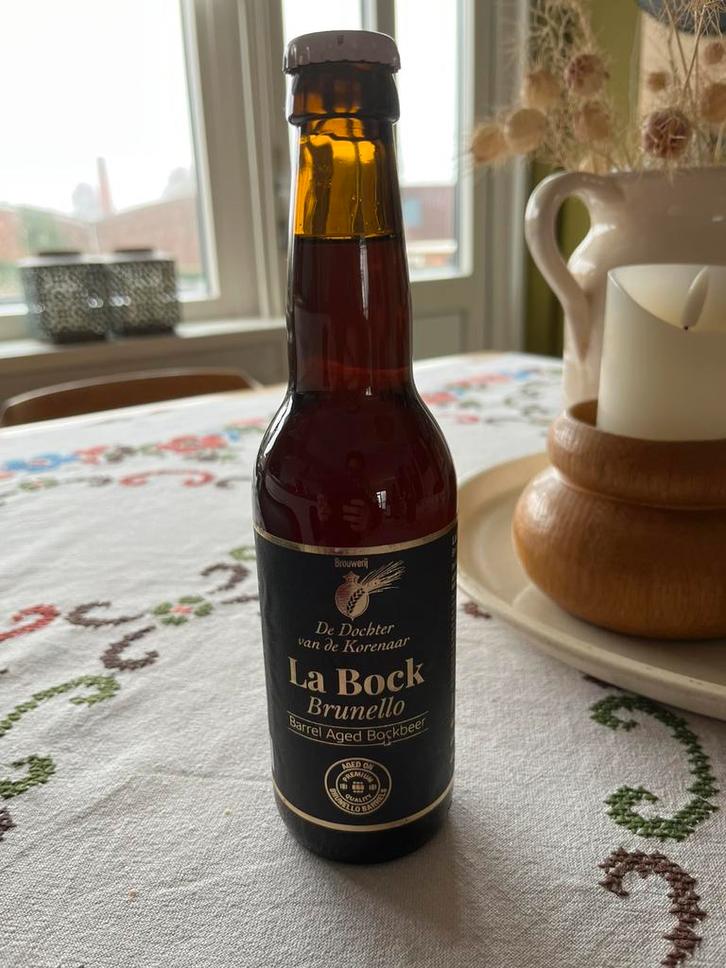 Brouwerij
De Dochter
van de Korenaar
La Bock
Brunello
Barrel Aged Bockbeer
AGED ON
PREMIUM
QUALITY
BRUNELLO BARRELS